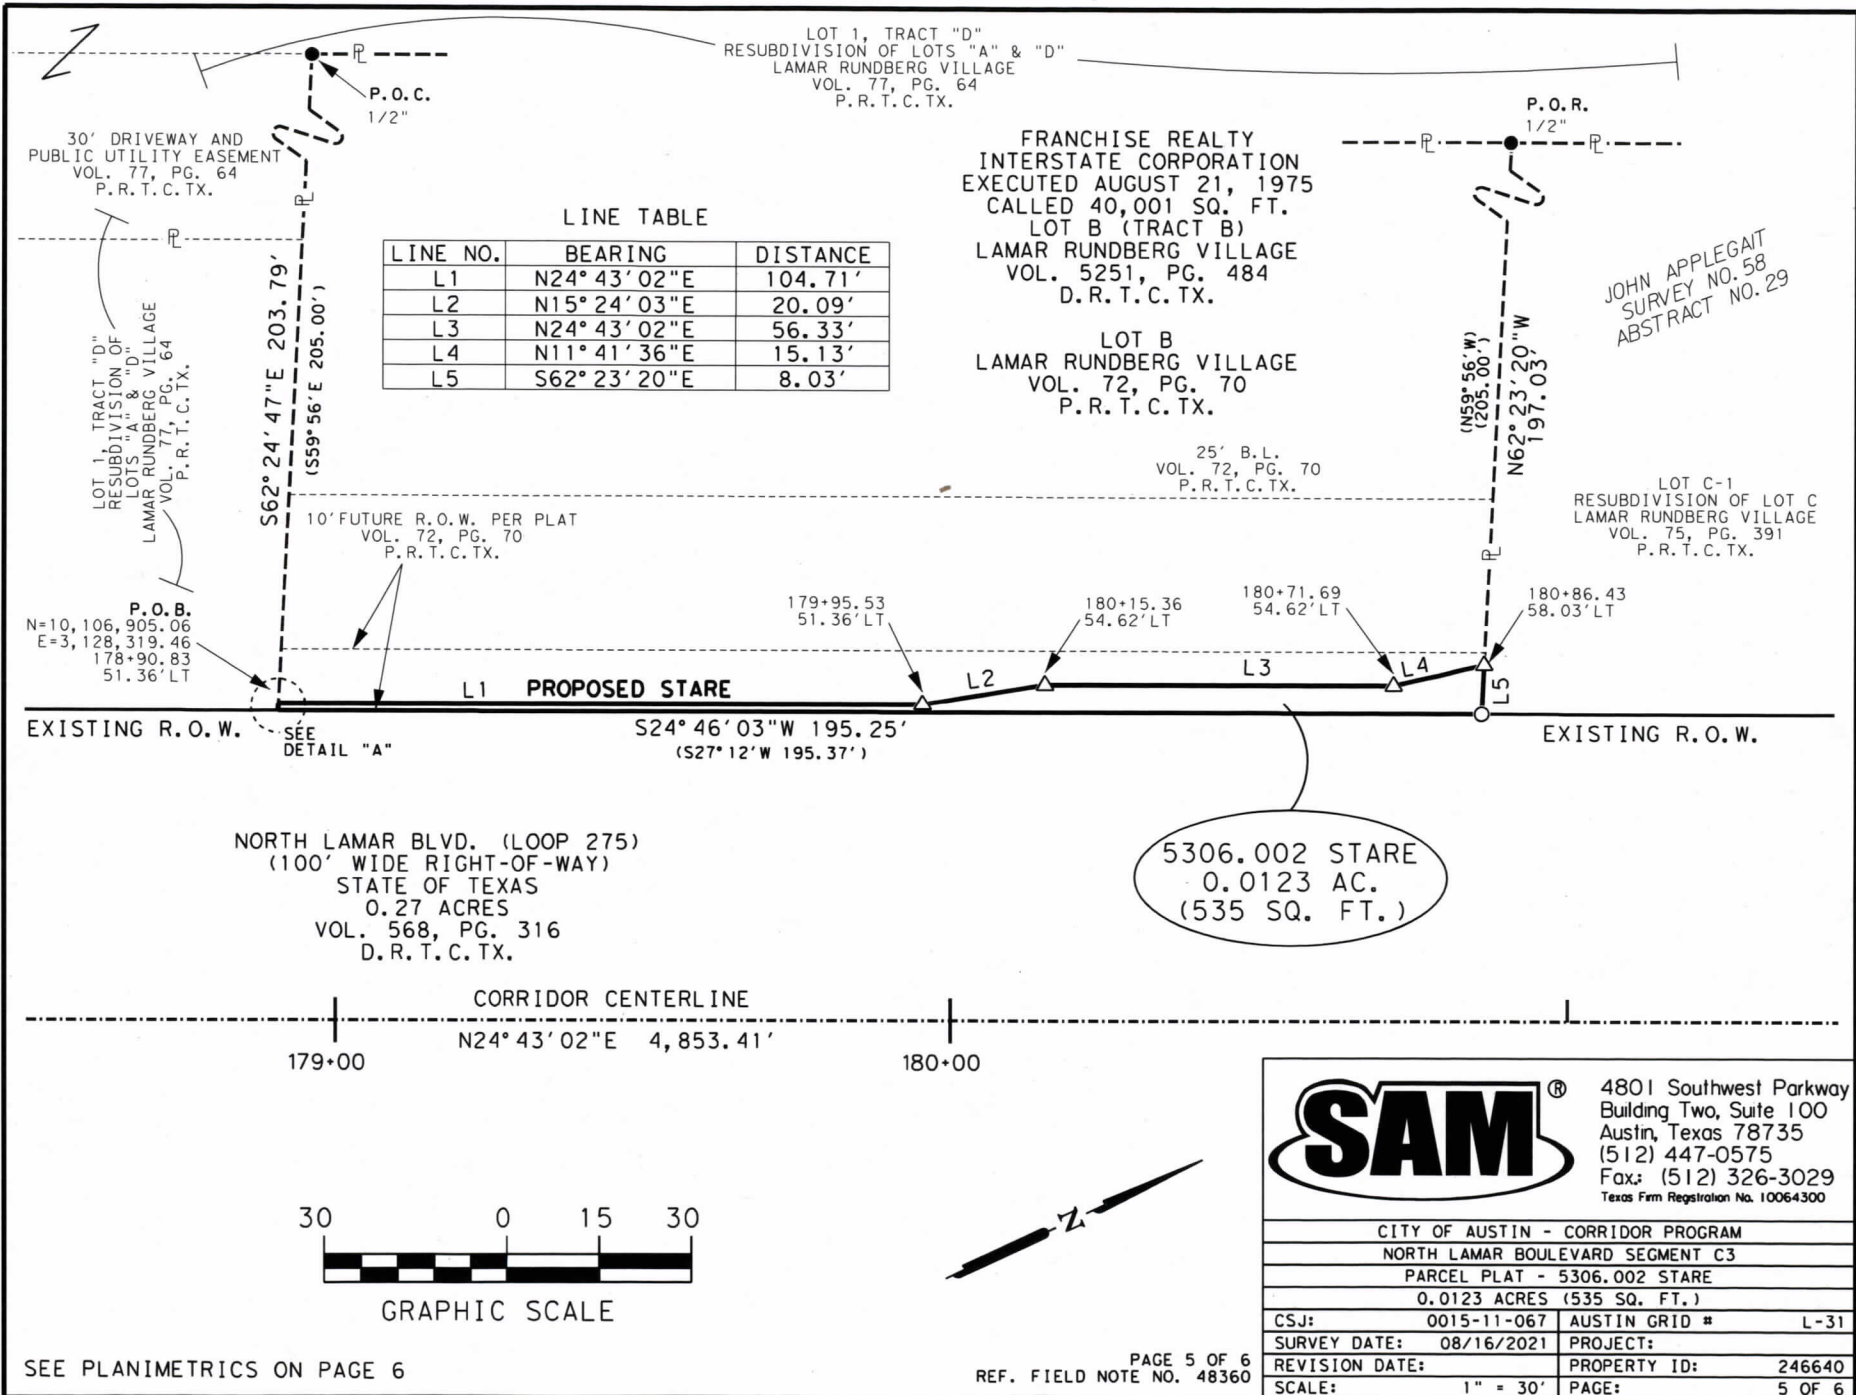 LOT 1, TRACT "D"
RESUBDIVISION OF LOTS "A" & "D"
LAMAR RUNDBERG VILLAGE
VOL. 77, PG. 64
P.R.T.C.TX.
P.O.C.
1/2"
30' DRIVEWAY AND
PUBLIC UTILITY EASEMENT
VOL. 77, PG. 64
P.R.T.C.TX.
P.O.R.
1/2"
FRANCHISE REALTY
INTERSTATE CORPORATION
EXECUTED AUGUST 21, 1975
CALLED 40,001 SQ. FT.
LOT B (TRACT B)
LAMAR RUNDBERG VILLAGE
VOL. 5251, PG. 484
D.R.T.C.TX.
LOT B
LAMAR RUNDBERG VILLAGE
VOL. 72, PG. 70
P.R.T.C.TX.
JOHN APPLEGAIT
SURVEY NO. 58
ABSTRACT NO. 29
LINE TABLE
LINE NO. BEARING DISTANCE
L1 N24°43'02"E 104.71'
L2 N15°24'03"E 20.09'
L3 N24°43'02"E 56.33'
L4 N11°41'36"E 15.13'
L5 S62°23'20"E 8.03'
LOT 1, TRACT "D"
RESUBDIVISION OF
LOTS "A" & "D"
LAMAR RUNDBERG VILLAGE
VOL. 77, PG. 64
P.R.T.C.TX.
S62°24'47"E 203.79'
(S59°56'E 205.00')
(N59°56'W)
(205.00')
N62°23'20"W
197.03'
25' B.L.
VOL. 72, PG. 70
P.R.T.C.TX.
LOT C-1
RESUBDIVISION OF LOT C
LAMAR RUNDBERG VILLAGE
VOL. 75, PG. 391
P.R.T.C.TX.
10'FUTURE R.O.W. PER PLAT
VOL. 72, PG. 70
P.R.T.C.TX.
P.O.B.
N=10,106,905.06
E=3,128,319.46
178+90.83
51.36'LT
179+95.53
51.36'LT
180+15.36
54.62'LT
180+71.69
54.62'LT
180+86.43
58.03'LT
L1 PROPOSED STARE
L2
L3
L4
L5
EXISTING R.O.W.
SEE
DETAIL "A"
S24°46'03"W 195.25'
(S27°12'W 195.37')
EXISTING R.O.W.
5306.002 STARE
0.0123 AC.
(535 SQ. FT.)
NORTH LAMAR BLVD. (LOOP 275)
(100' WIDE RIGHT-OF-WAY)
STATE OF TEXAS
0.27 ACRES
VOL. 568, PG. 316
D.R.T.C.TX.
CORRIDOR CENTERLINE
N24°43'02"E 4,853.41'
179+00
180+00
30 0 15 30
GRAPHIC SCALE
N
SAM®
4801 Southwest Parkway
Building Two, Suite 100
Austin, Texas 78735
(512) 447-0575
Fax: (512) 326-3029
Texas Firm Registration No. 10064300
CITY OF AUSTIN - CORRIDOR PROGRAM
NORTH LAMAR BOULEVARD SEGMENT C3
PARCEL PLAT - 5306.002 STARE
0.0123 ACRES (535 SQ. FT.)
CSJ: 0015-11-067 AUSTIN GRID # L-31
SURVEY DATE: 08/16/2021 PROJECT:
REVISION DATE: PROPERTY ID: 246640
SCALE: 1" = 30' PAGE: 5 OF 6
PAGE 5 OF 6
REF. FIELD NOTE NO. 48360
SEE PLANIMETRICS ON PAGE 6